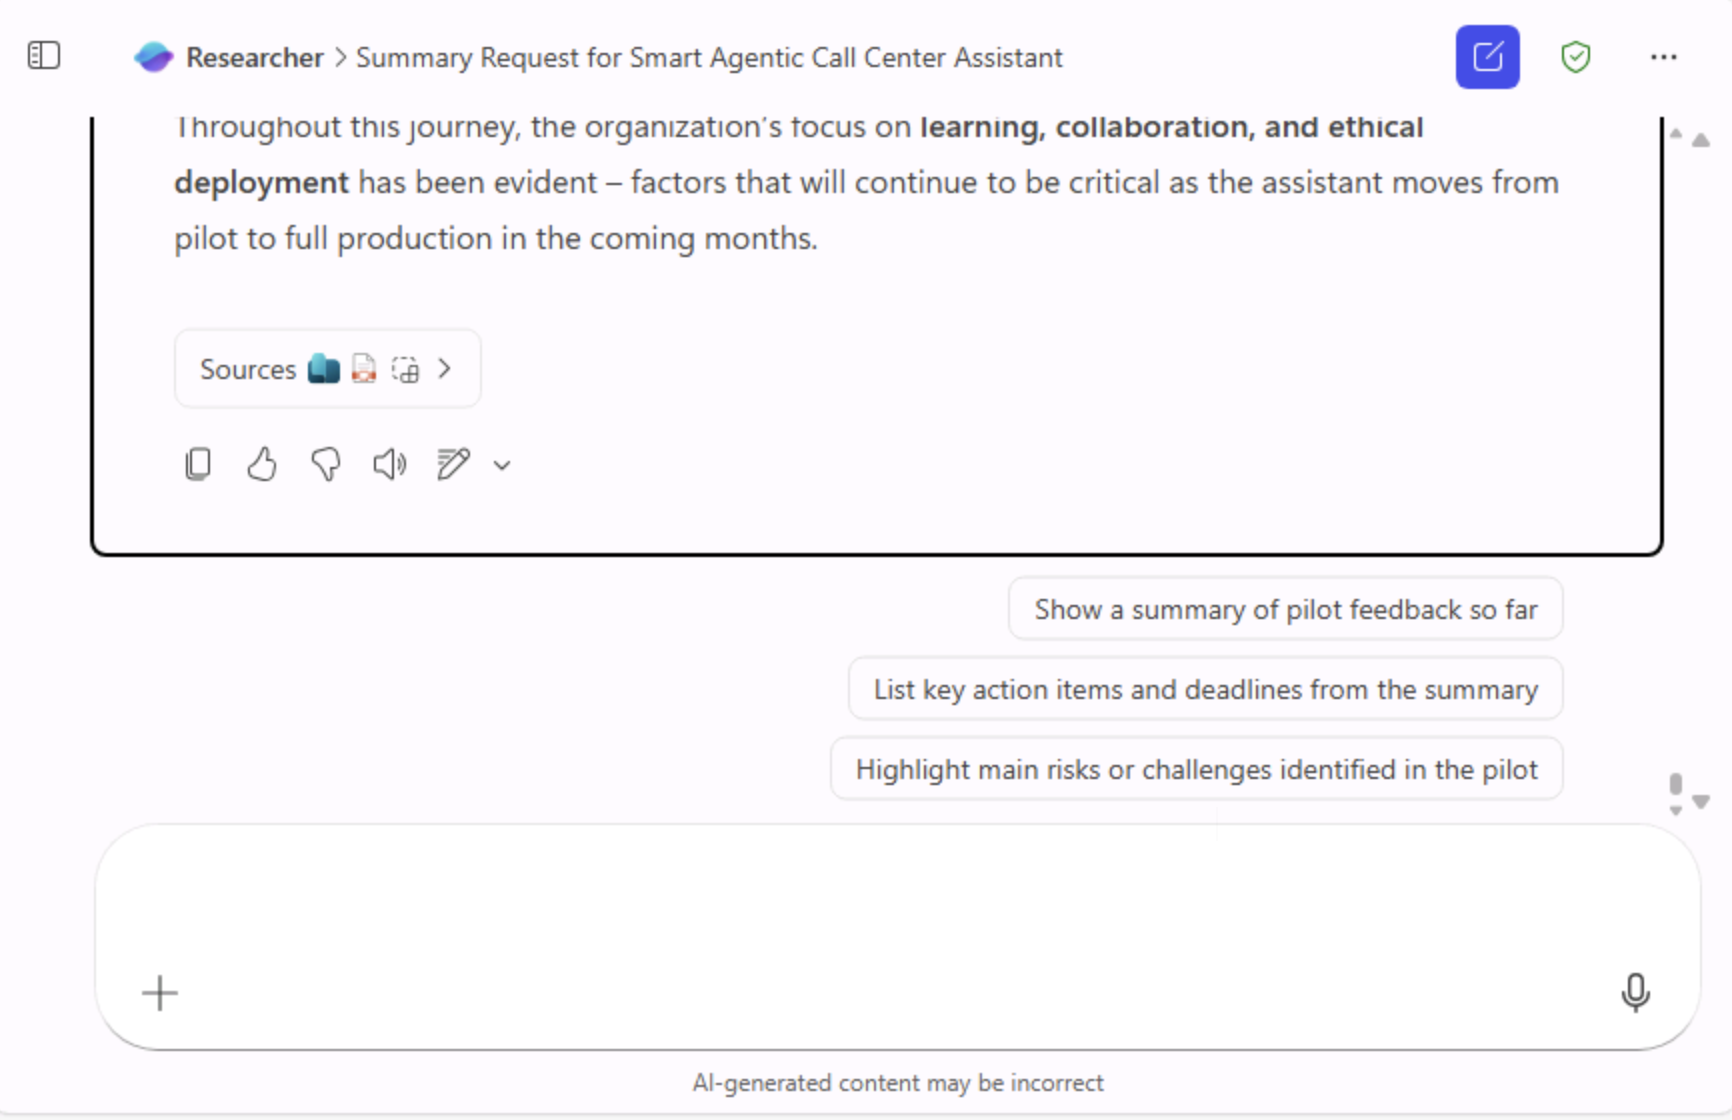 Researcher > Summary Request for Smart Agentic Call Center Assistant
Throughout this journey, the organization’s focus on learning, collaboration, and ethical
deployment has been evident – factors that will continue to be critical as the assistant moves from
pilot to full production in the coming months.
Sources
Show a summary of pilot feedback so far
List key action items and deadlines from the summary
Highlight main risks or challenges identified in the pilot
AI-generated content may be incorrect